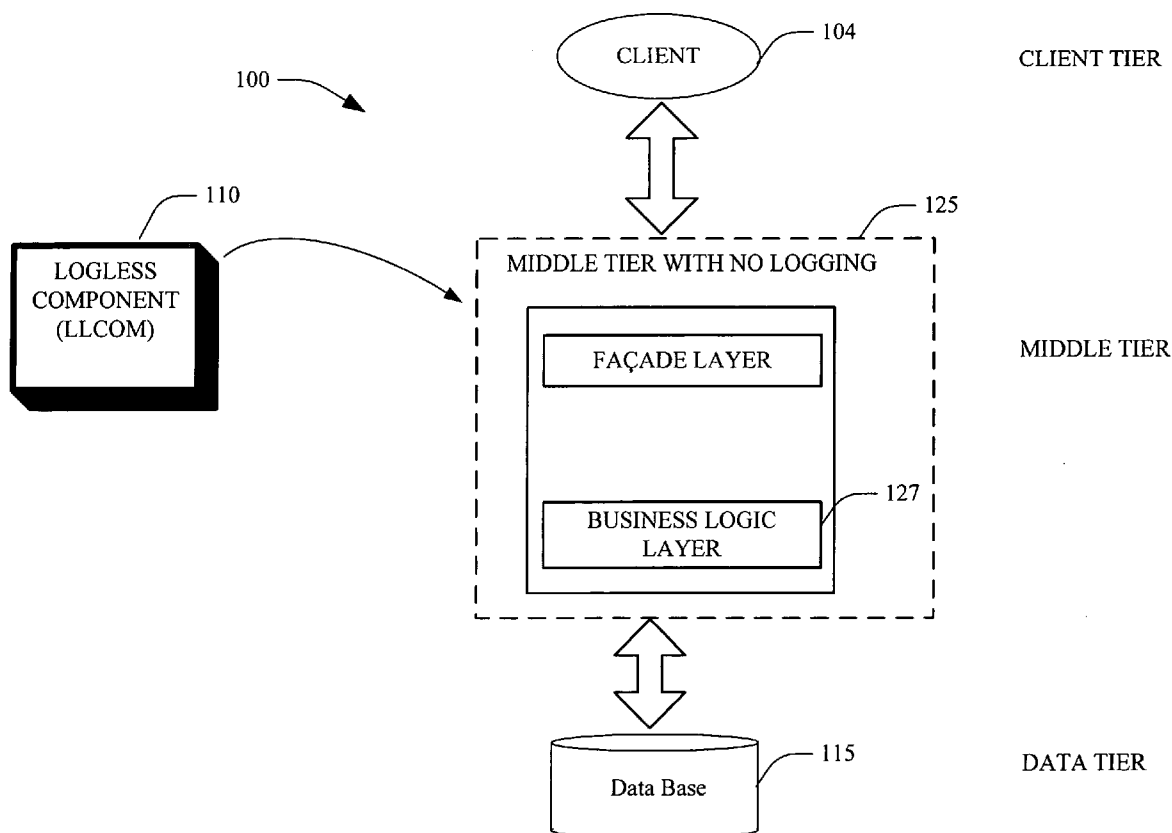 CLIENT
104
CLIENT TIER
100
110
125
LOGLESS
COMPONENT
(LLCOM)
MIDDLE TIER WITH NO LOGGING
FAÇADE LAYER
MIDDLE TIER
127
BUSINESS LOGIC
LAYER
115
Data Base
DATA TIER